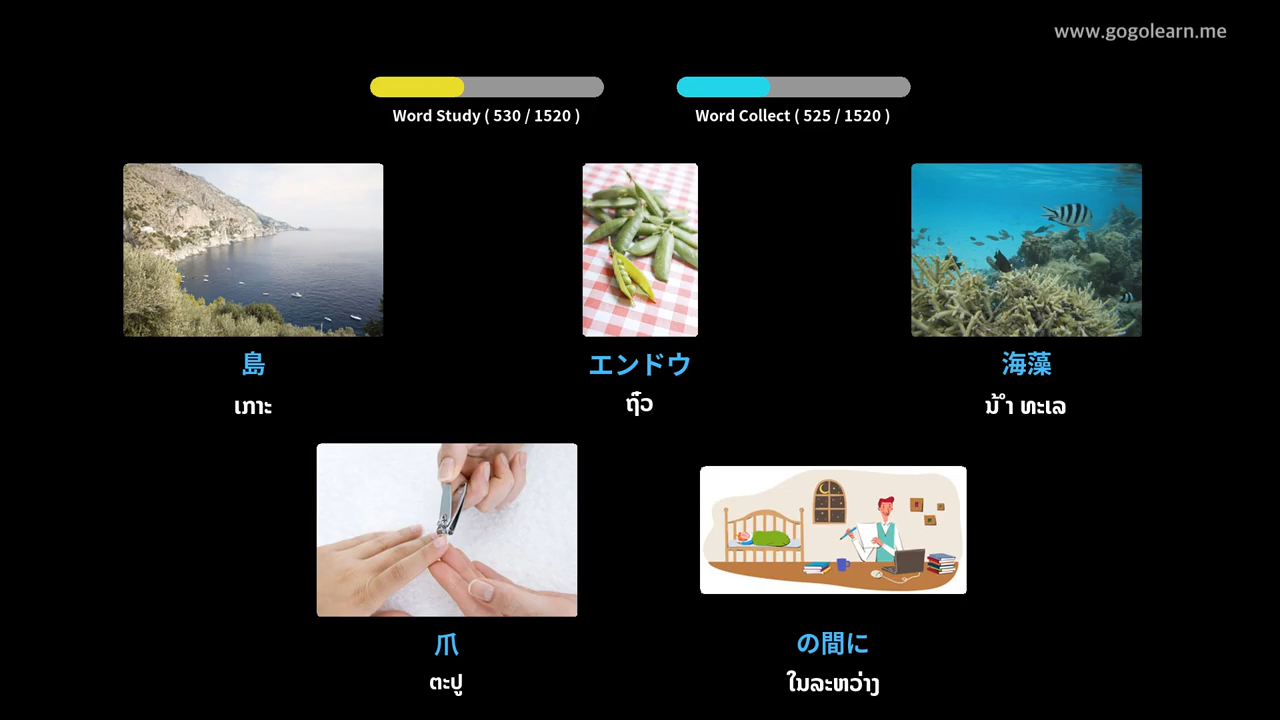 www.gogolearn.me
Word Study ( 530 / 1520 )
Word Collect ( 525 / 1520 )
島
ເກາະ
エンドウ
ຖົ່ວ
海藻
ນ້ຳ ທະເລ
爪
ຕະປູ
の間に
ໃນລະຫວ່າງ